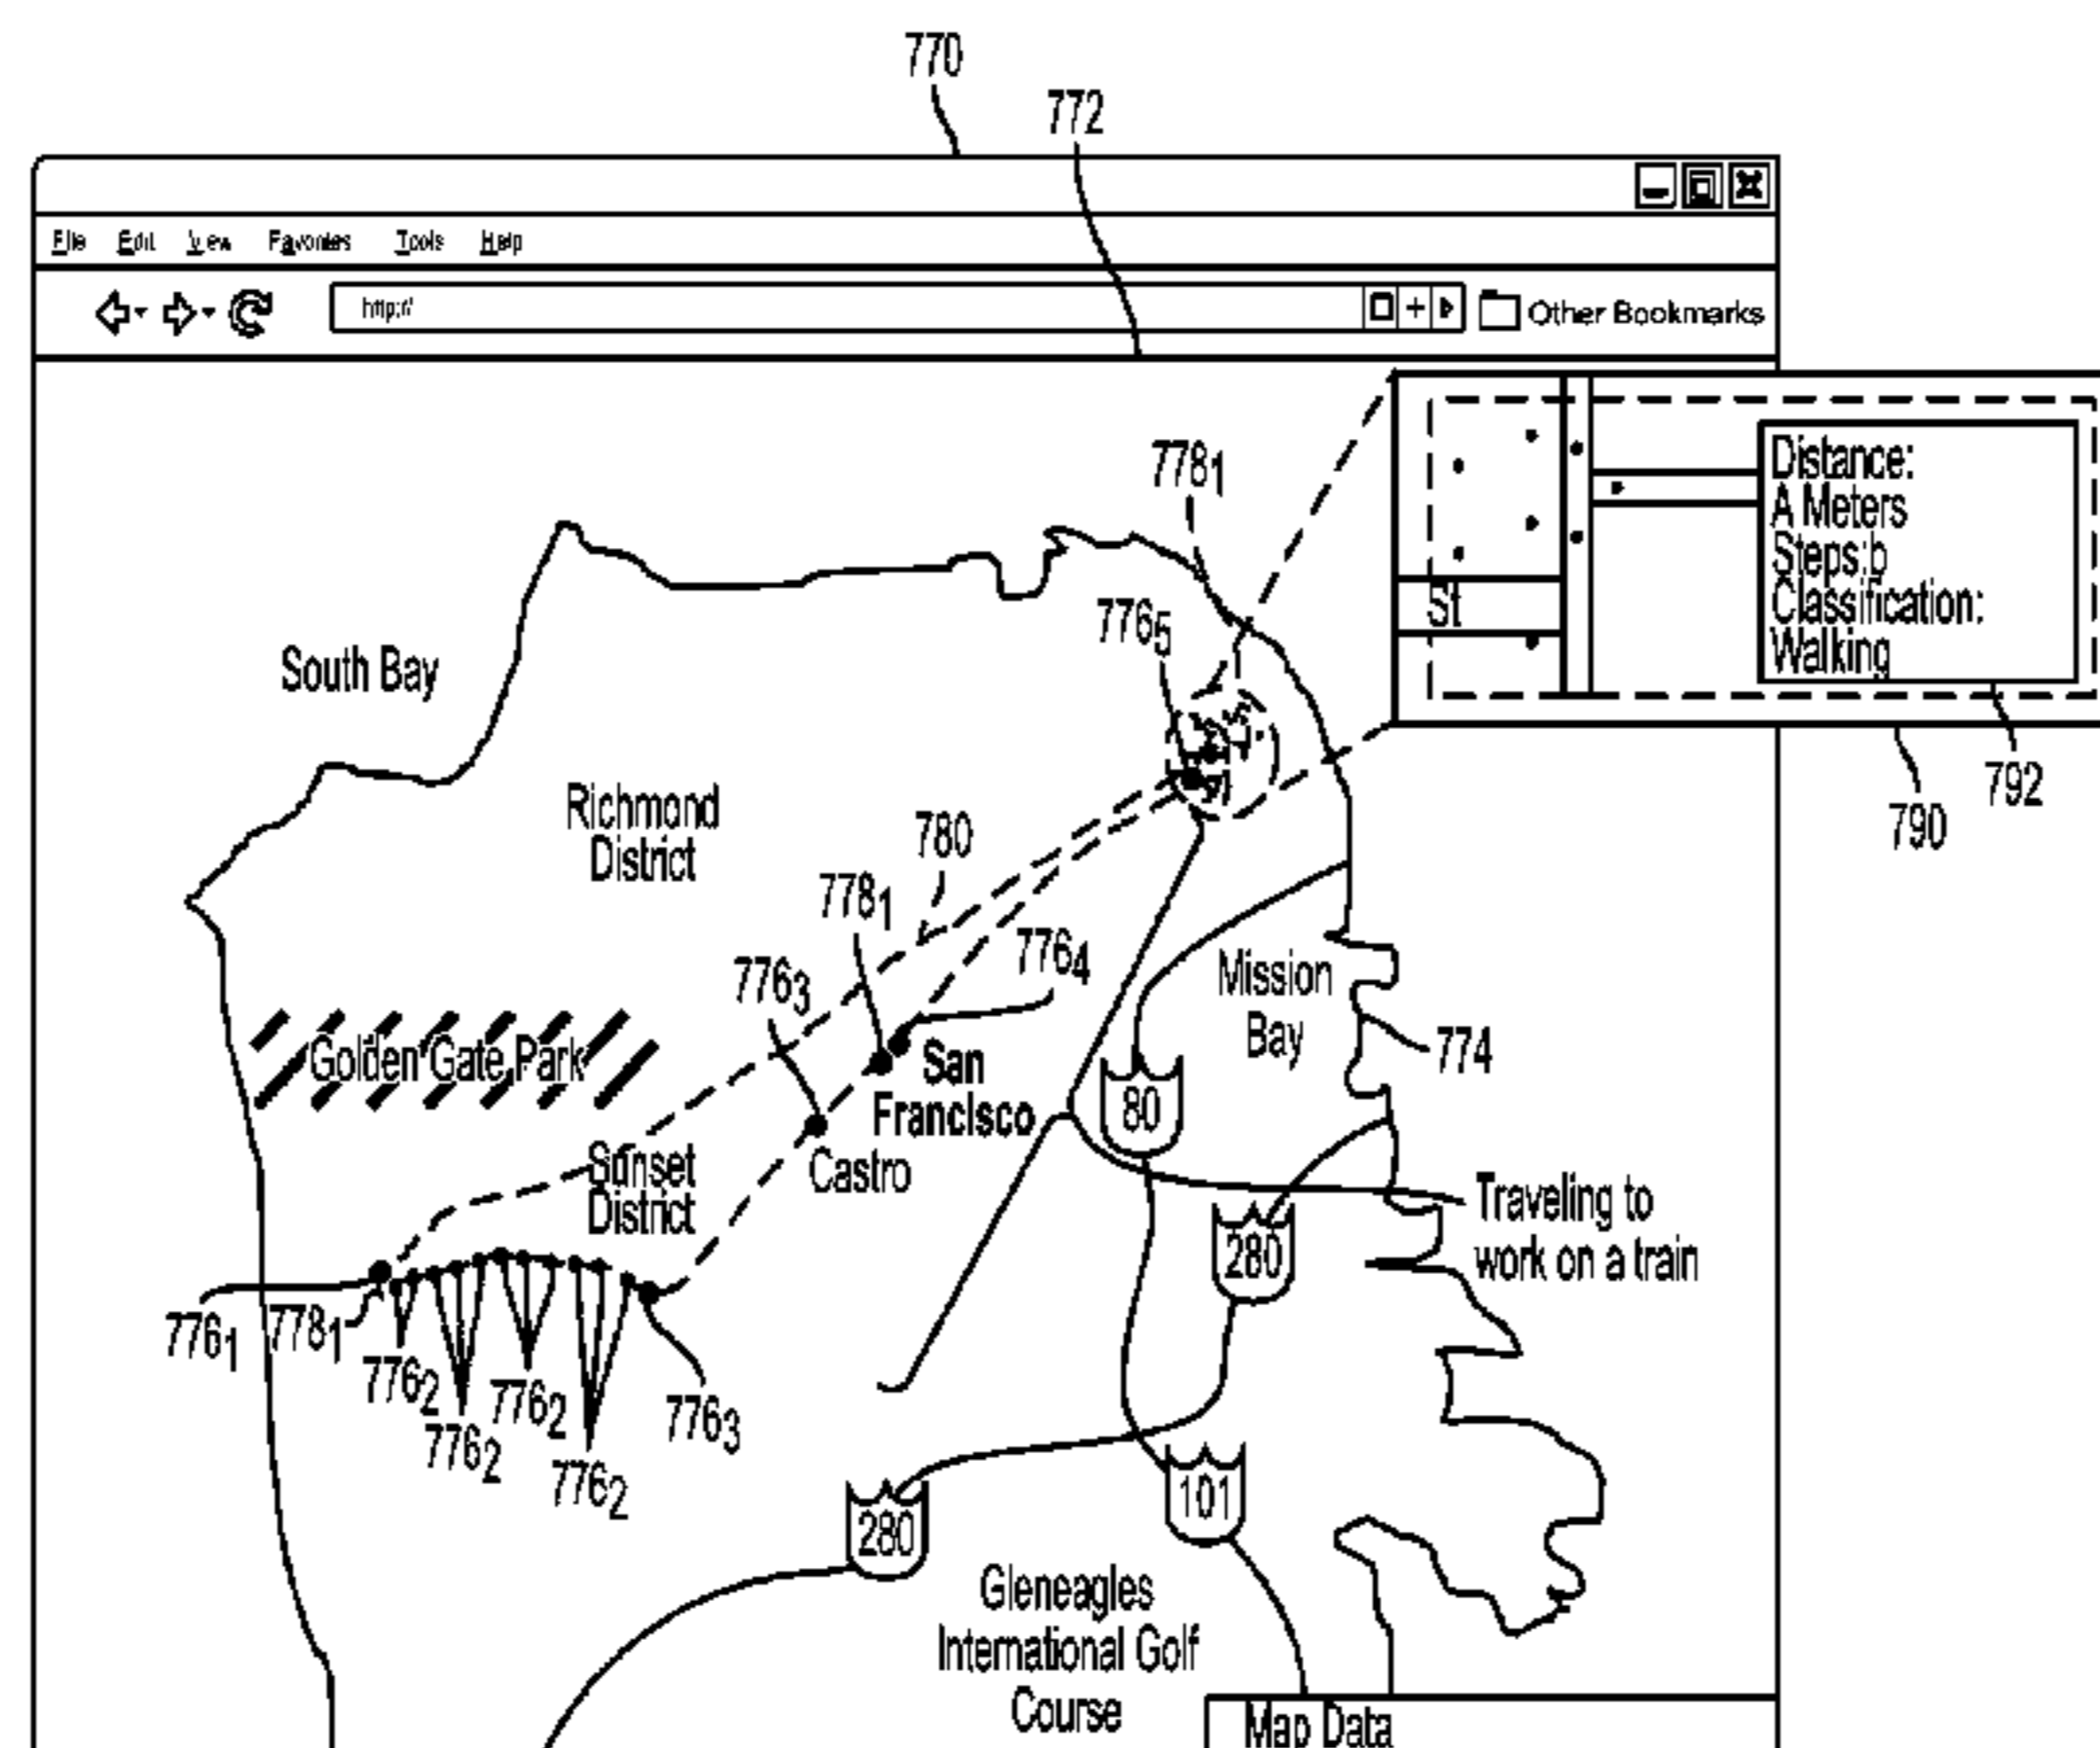 770
772
File Edit View Favorites Tools Help
http://
Other Bookmarks
778₁
Distance:
A Meters
Steps:b
Classification:
Walking
St
776₅
South Bay
792
790
Richmond
District
780
778₁
776₄
776₃
Mission
Bay
774
Golden Gate Park
San
Francisco
80
Castro
Sunset
District
Traveling to
work on a train
280
776₁
778₁
776₂
776₂
776₂
776₂
776₃
101
280
Gleneagles
International Golf
Course
Map Data